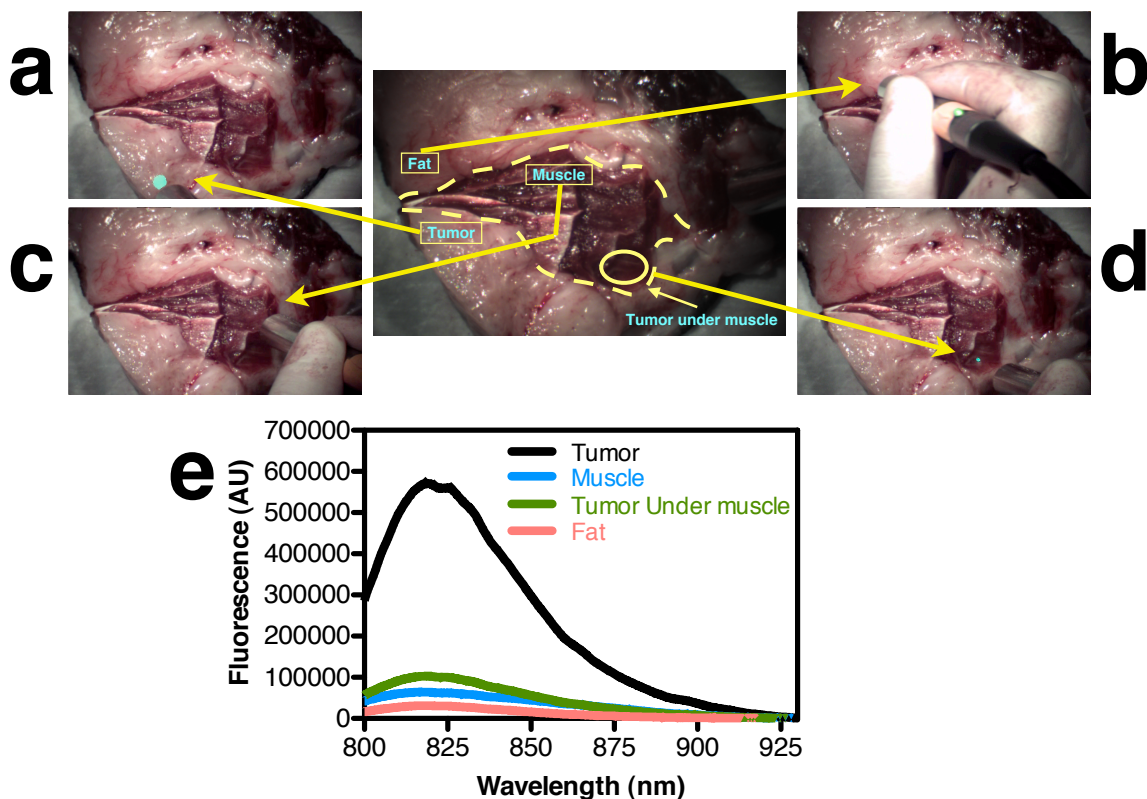 a
b
Fat
Muscle
Tumor
c
d
Tumor under muscle
e
700000
600000
500000
400000
300000
200000
100000
0
Fluorescence (AU)
Tumor
Muscle
Tumor Under muscle
Fat
800 825 850 875 900 925
Wavelength (nm)